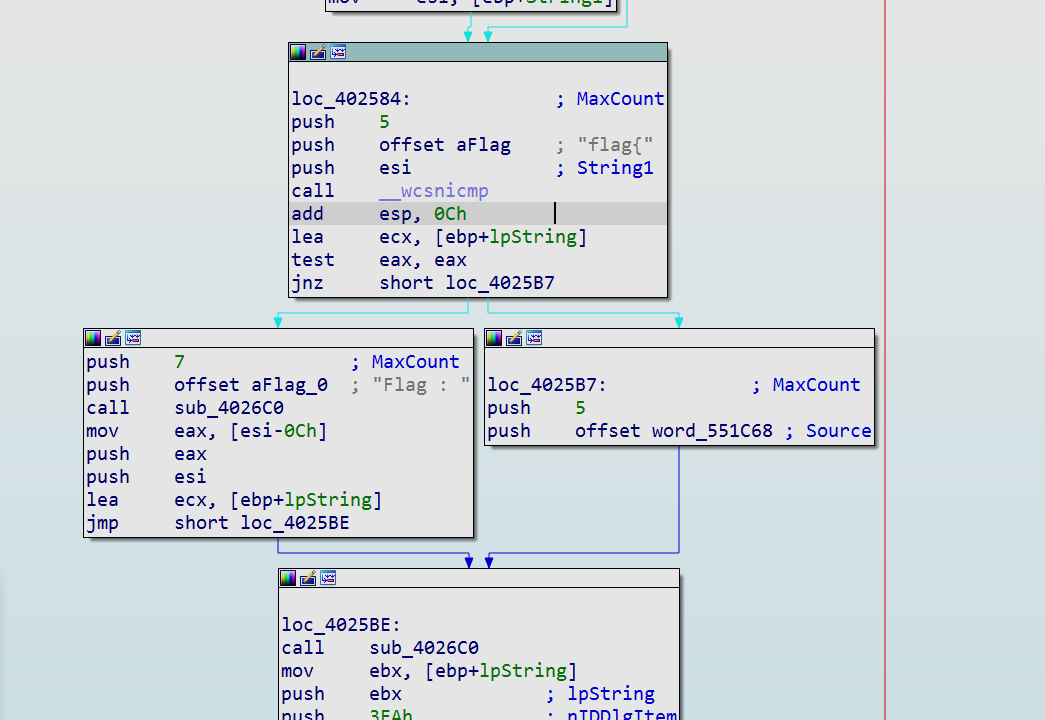 mov esi, [ebp+String1]
loc_402584: ; MaxCount
push 5
push offset aFlag ; "flag{"
push esi ; String1
call __wcsnicmp
add esp, 0Ch
lea ecx, [ebp+lpString]
test eax, eax
jnz short loc_4025B7
push 7 ; MaxCount
push offset aFlag_0 ; "Flag : "
call sub_4026C0
mov eax, [esi-0Ch]
push eax
push esi
lea ecx, [ebp+lpString]
jmp short loc_4025BE
loc_4025B7: ; MaxCount
push 5
push offset word_551C68 ; Source
loc_4025BE:
call sub_4026C0
mov ebx, [ebp+lpString]
push ebx ; lpString
push 3EAh ; nIDDlgItem